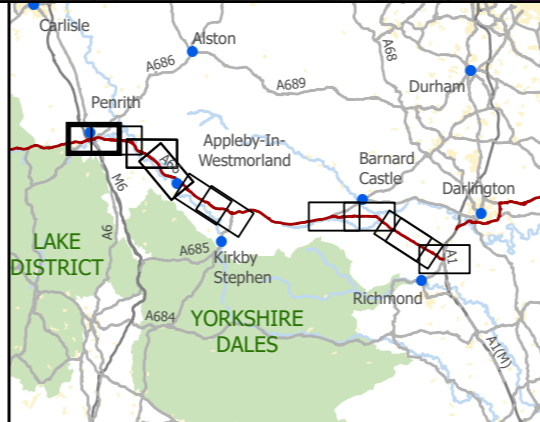 Carlisle
Alston
A686
A68
A689
Durham
Penrith
Appleby-In-
Westmorland
Barnard
Castle
Darlington
A66
M6
A6
LAKE
DISTRICT
A685
Kirkby
Stephen
A1
Richmond
A684
YORKSHIRE
DALES
A1(M)